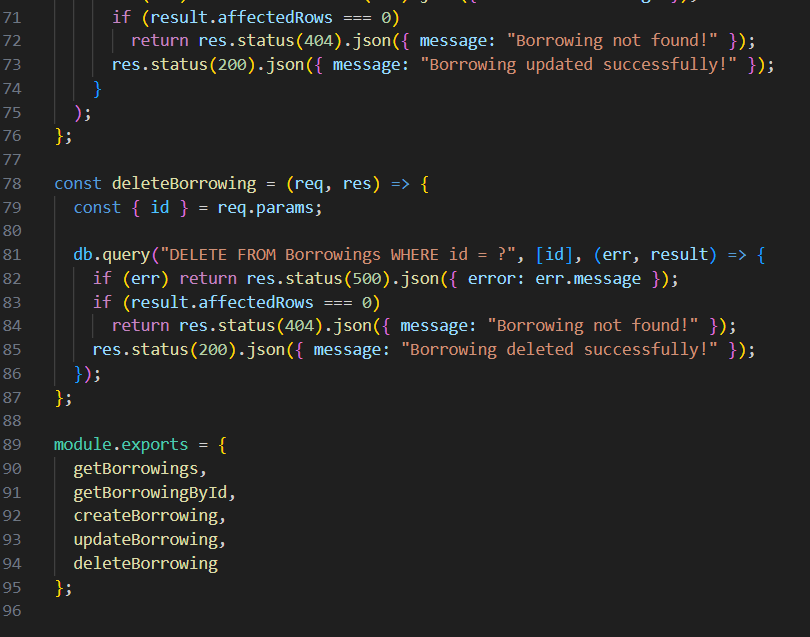 71 if (result.affectedRows === 0)
72 return res.status(404).json({ message: "Borrowing not found!" });
73 res.status(200).json({ message: "Borrowing updated successfully!" });
74 }
75 );
76 };
77
78 const deleteBorrowing = (req, res) => {
79 const { id } = req.params;
80
81 db.query("DELETE FROM Borrowings WHERE id = ?", [id], (err, result) => {
82 if (err) return res.status(500).json({ error: err.message });
83 if (result.affectedRows === 0)
84 return res.status(404).json({ message: "Borrowing not found!" });
85 res.status(200).json({ message: "Borrowing deleted successfully!" });
86 });
87 };
88
89 module.exports = {
90 getBorrowings,
91 getBorrowingById,
92 createBorrowing,
93 updateBorrowing,
94 deleteBorrowing
95 };
96